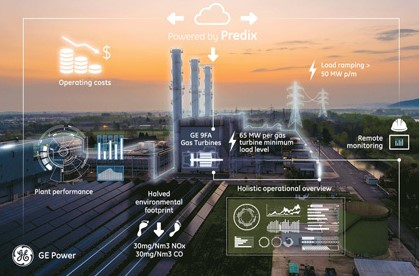 Powered by Predix
$
Operating costs
Load ramping >
50 MW p/m
GE 9FA
Gas Turbines
65 MW per gas
turbine minimum
load level
Remote
monitoring
Plant performance
Halved
environmental
footprint
30mg/Nm3 NOx
30mg/Nm3 CO
Holistic operational overview
GE Power